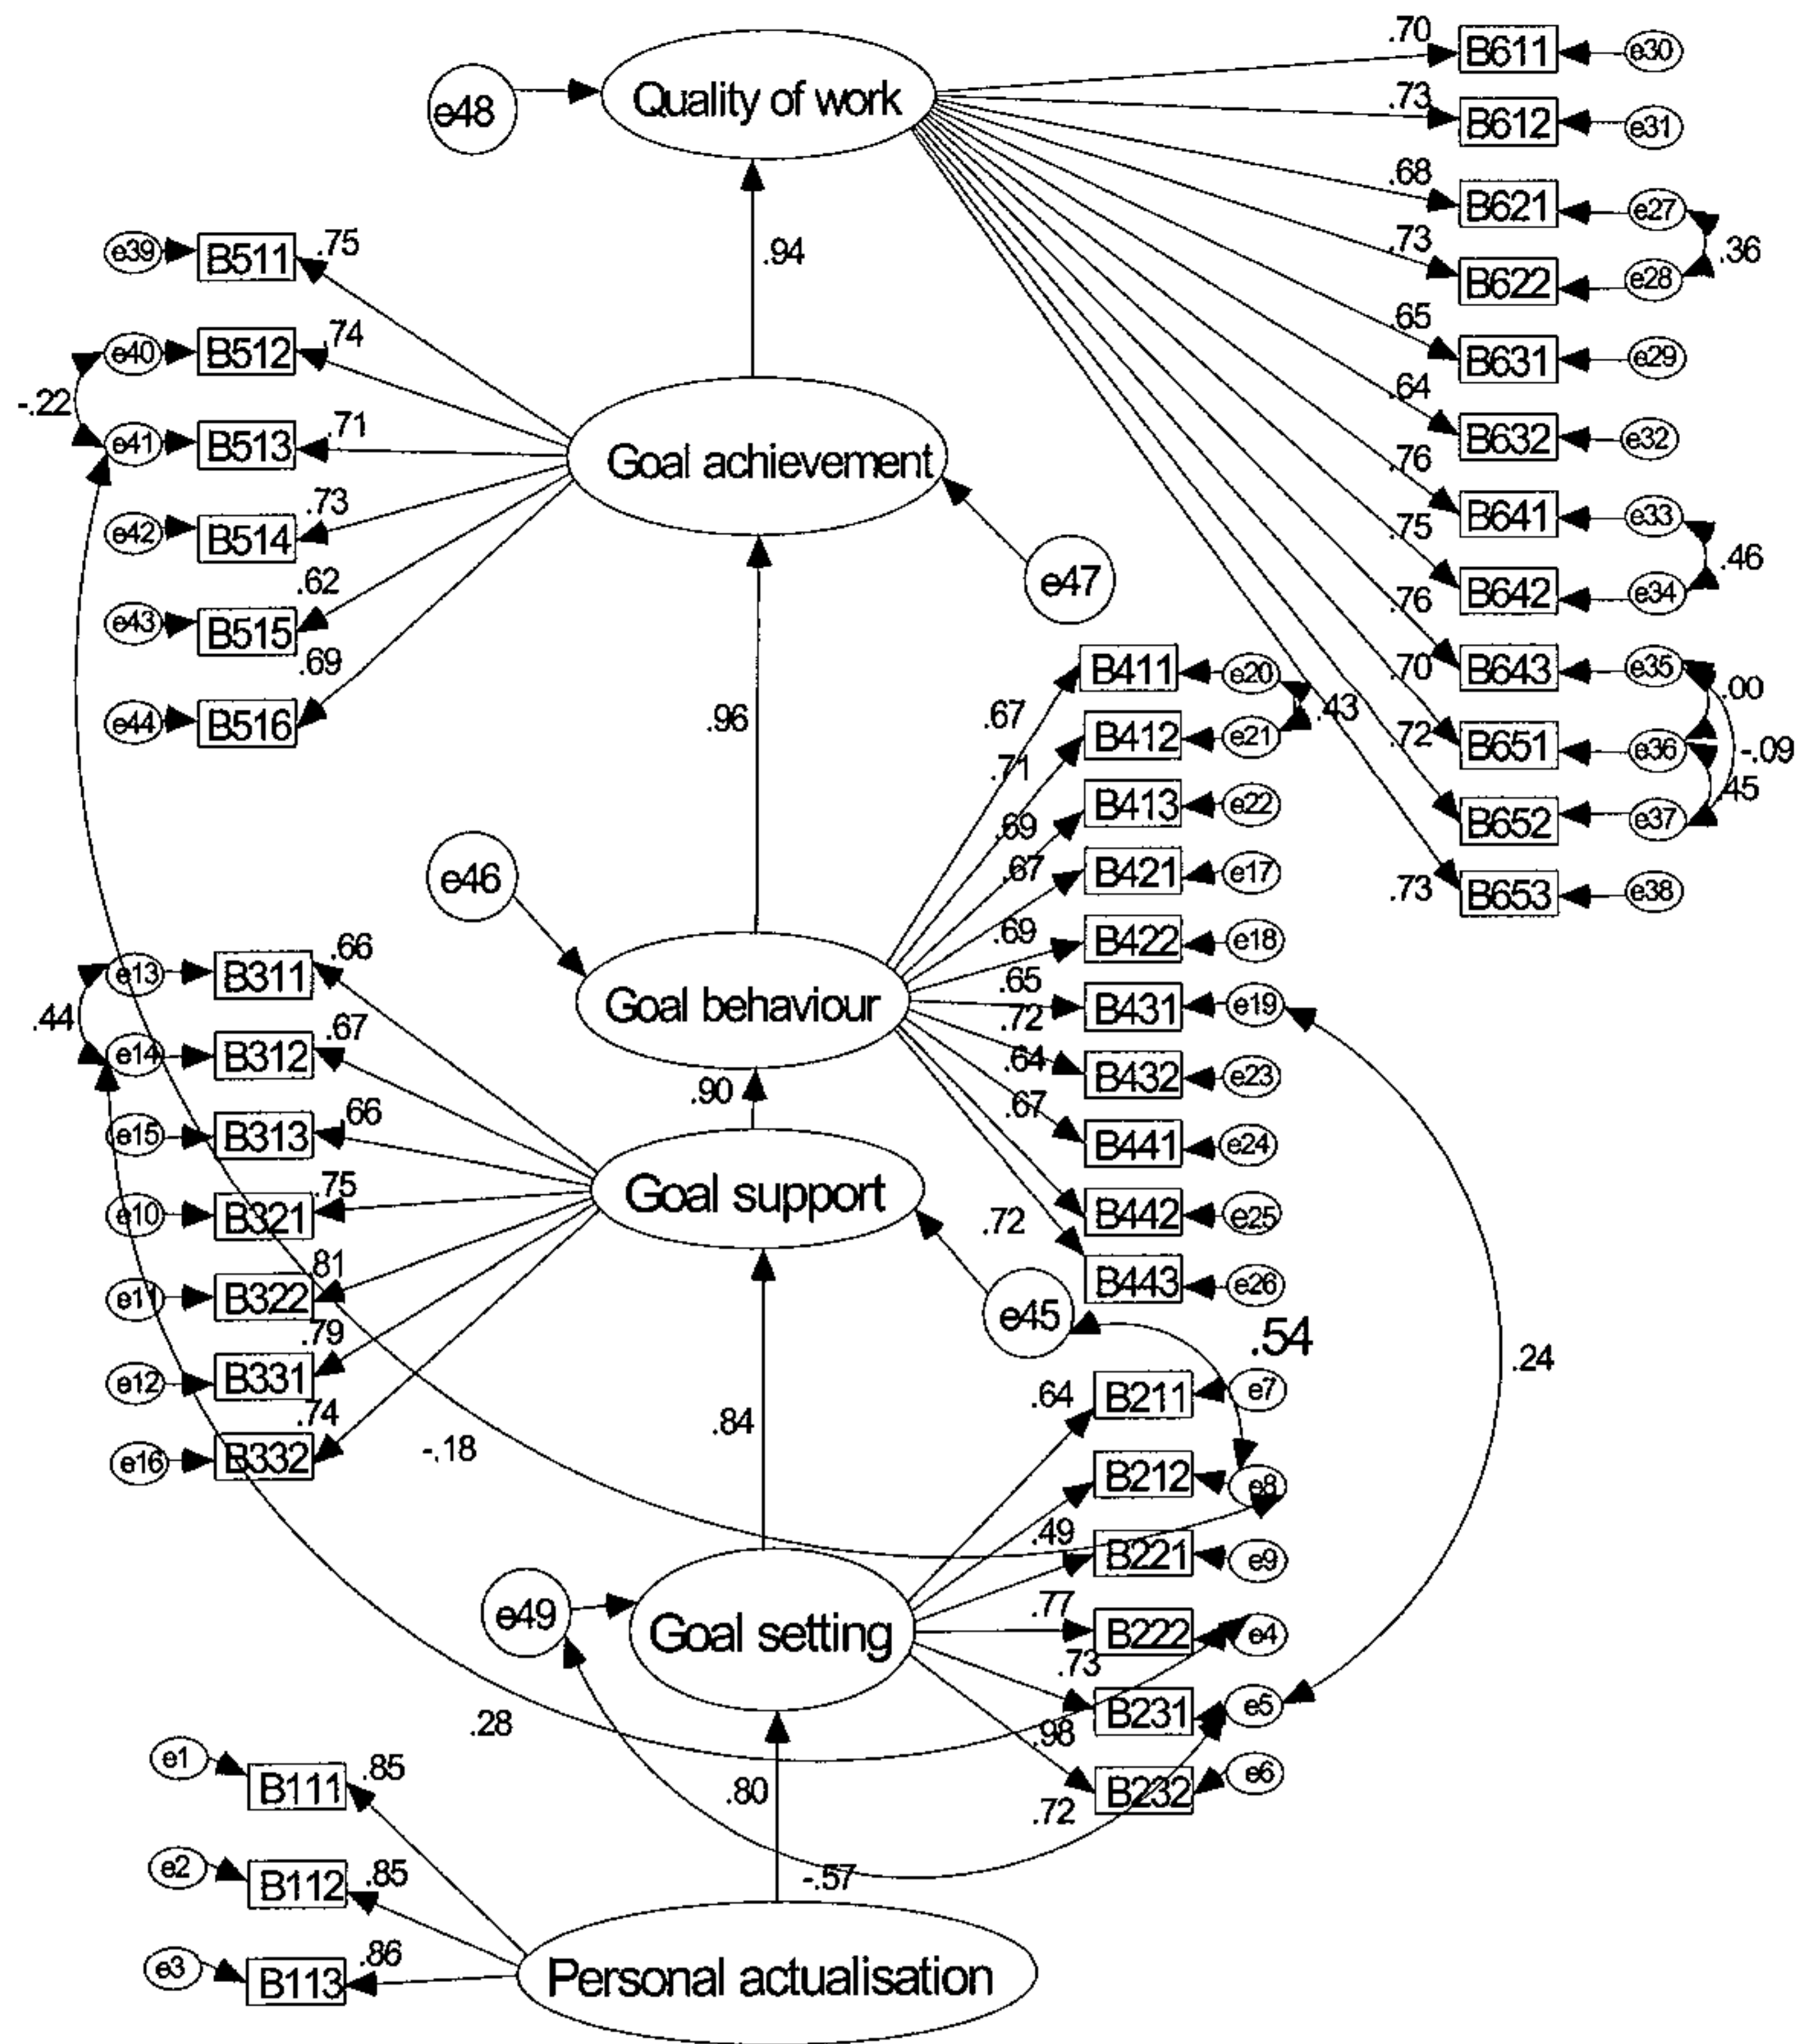 e48
Quality of work
.70
B611
e30
.73
B612
e31
.68
B621
e27
.36
.73
B622
e28
.65
B631
e29
.64
B632
e32
.76
B641
e33
.46
.75
B642
e34
.76
B643
e35
.00
.70
B651
e36
-.09
.45
.72
B652
e37
.73
B653
e38
.94
e39
B511
.75
e40
B512
.74
-.22
e41
B513
.71
e42
B514
.73
e43
B515
.62
e44
B516
.69
Goal achievement
e47
.96
B411
e20
.67
.43
B412
e21
.71
B413
e22
.69
B421
e17
.67
B422
e18
.69
B431
e19
.65
B432
e23
.72
B441
e24
.64
B442
e25
.67
B443
e26
.72
e46
Goal behaviour
.90
e13
B311
.66
.44
e14
B312
.67
e15
B313
.66
e10
B321
.75
e11
B322
.81
e12
B331
.79
e16
B332
.74
Goal support
e45
.54
.24
.84
-.18
B211
e7
.64
B212
e8
.49
B221
e9
.77
B222
e4
.73
B231
e5
.98
B232
e6
.72
e49
Goal setting
.28
.80
-.57
e1
B111
.85
e2
B112
.85
e3
B113
.86
Personal actualisation